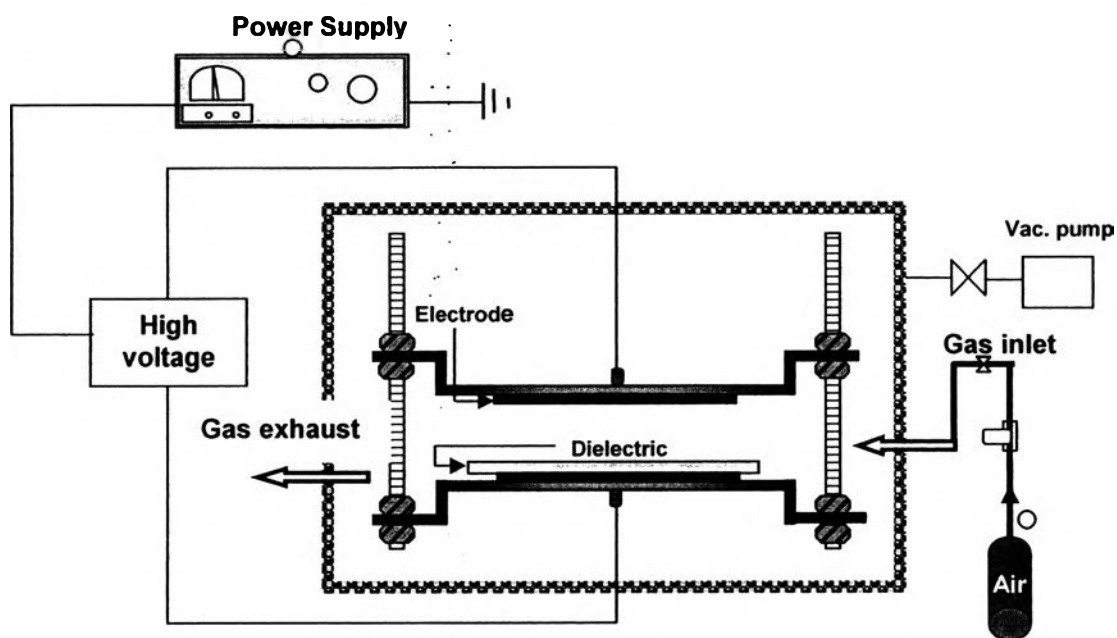 Power Supply
Vac. pump
High
voltage
Electrode
Gas inlet
Gas exhaust
Dielectric
Air